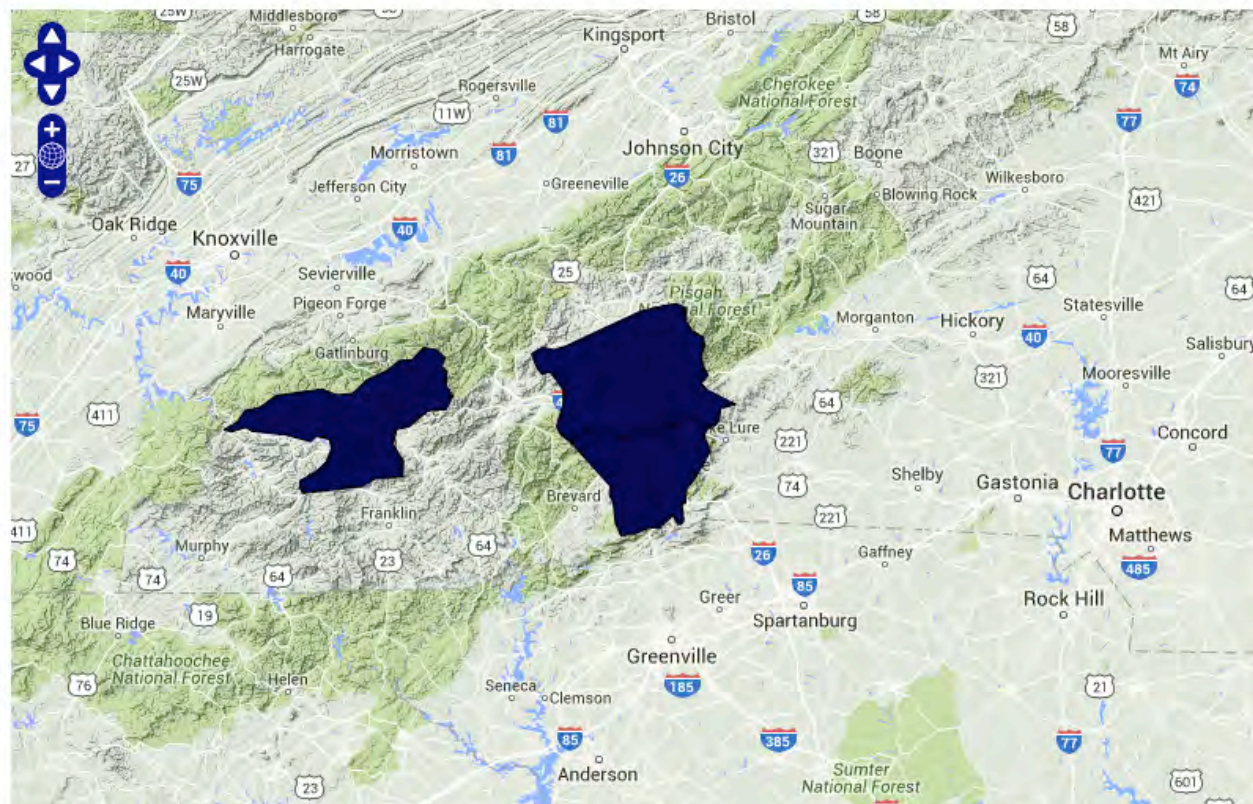 25W
Middlesboro
Harrogate
Bristol
58
58
Kingsport
25W
Rogersville
Cherokee
National Forest
Mt Airy
74
77
11W
81
27
Morristown
81
Johnson City
321
Boone
75
Jefferson City
Greeneville
26
Blowing Rock
Wilkesboro
421
Oak Ridge
40
Sugar
Mountain
Knoxville
40
Sevierville
25
64
64
Pigeon Forge
Pisgah
Maryville
Morganton
Hickory
Statesville
Gatlinburg
40
Salisbury
321
Mooresville
411
64
75
Lure
221
77
Concord
Shelby
74
Gastonia
Charlotte
Brevard
Franklin
221
411
Matthews
74
Murphy
23
64
26
Gaffney
74
64
85
485
19
Greer
Spartanburg
Rock Hill
Blue Ridge
Greenville
Chattahoochee
National Forest
76
Helen
Seneca
Clemson
185
21
85
385
77
Anderson
Sumter
National Forest
23
601